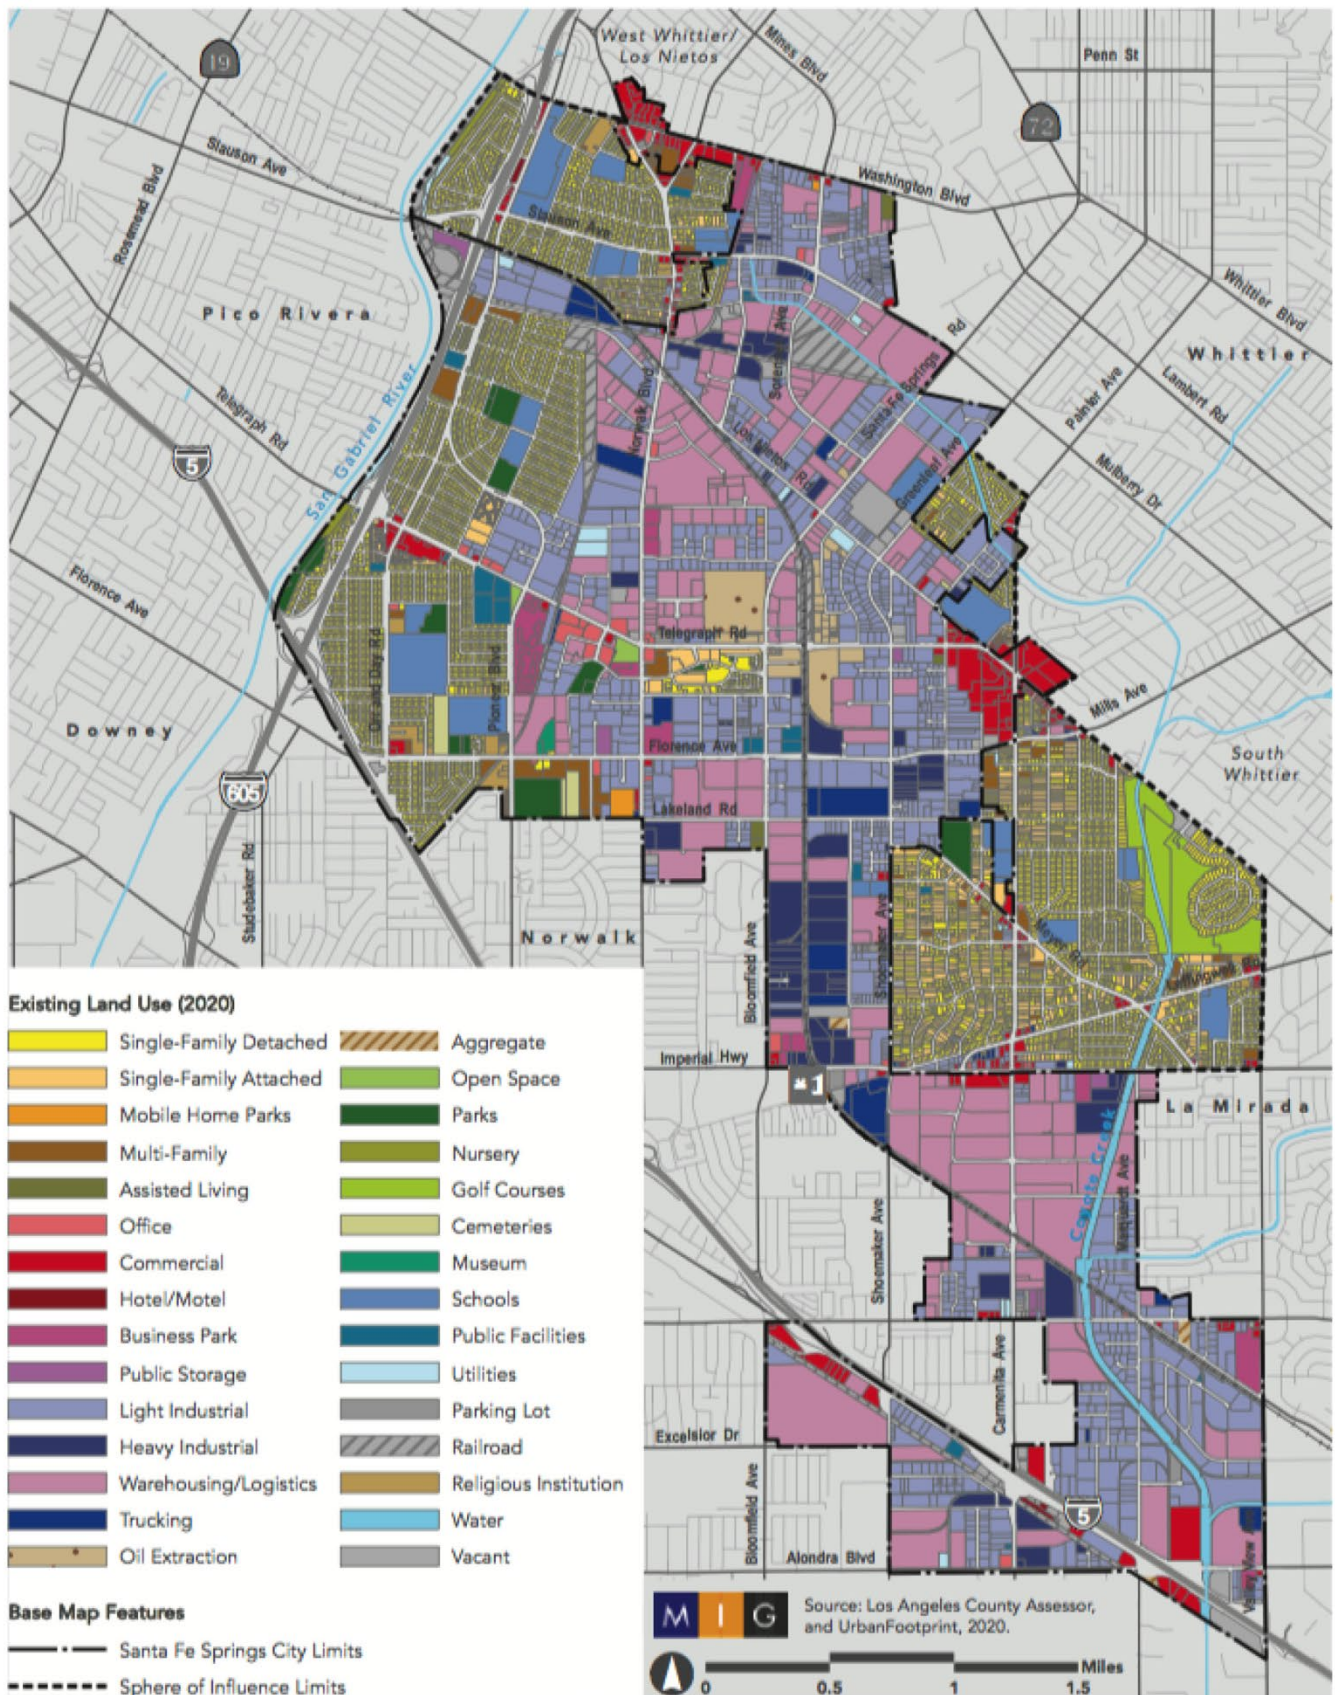 West Whittier/
Los Nietos
Mines Blvd
Penn St
19
72
Slauson Ave
Rosemead Blvd
Washington Blvd
Slauson Ave
Whittier Blvd
Pico Rivera
Whittier
Telegraph Rd
San Gabriel River
5
Norwalk Blvd
Sorensen Ave
Santa Fe Springs
Rd
Painter Ave
Lambert Rd
Los Nietos Rd
Greenleaf Ave
Mulberry Dr
Florence Ave
Telegraph Rd
Pioneer Blvd
Mills Ave
Downey
Florence Ave
South
Whittier
605
Lakeland Rd
Studebaker Rd
Norwalk
Bloomfield Ave
Shoemaker Ave
Meyer Rd
Imperial Hwy
#1
La Mirada
Coyote Creek
Marquardt Ave
Shoemaker Ave
Carmenita Ave
Excelsior Dr
Bloomfield Ave
Alondra Blvd
5
Valley View Ave
Existing Land Use (2020)
Single-Family Detached
Single-Family Attached
Mobile Home Parks
Multi-Family
Assisted Living
Office
Commercial
Hotel/Motel
Business Park
Public Storage
Light Industrial
Heavy Industrial
Warehousing/Logistics
Trucking
Oil Extraction
Aggregate
Open Space
Parks
Nursery
Golf Courses
Cemeteries
Museum
Schools
Public Facilities
Utilities
Parking Lot
Railroad
Religious Institution
Water
Vacant
Base Map Features
Santa Fe Springs City Limits
Sphere of Influence Limits
M I G
Source: Los Angeles County Assessor,
and UrbanFootprint, 2020.
Miles
0 0.5 1 1.5